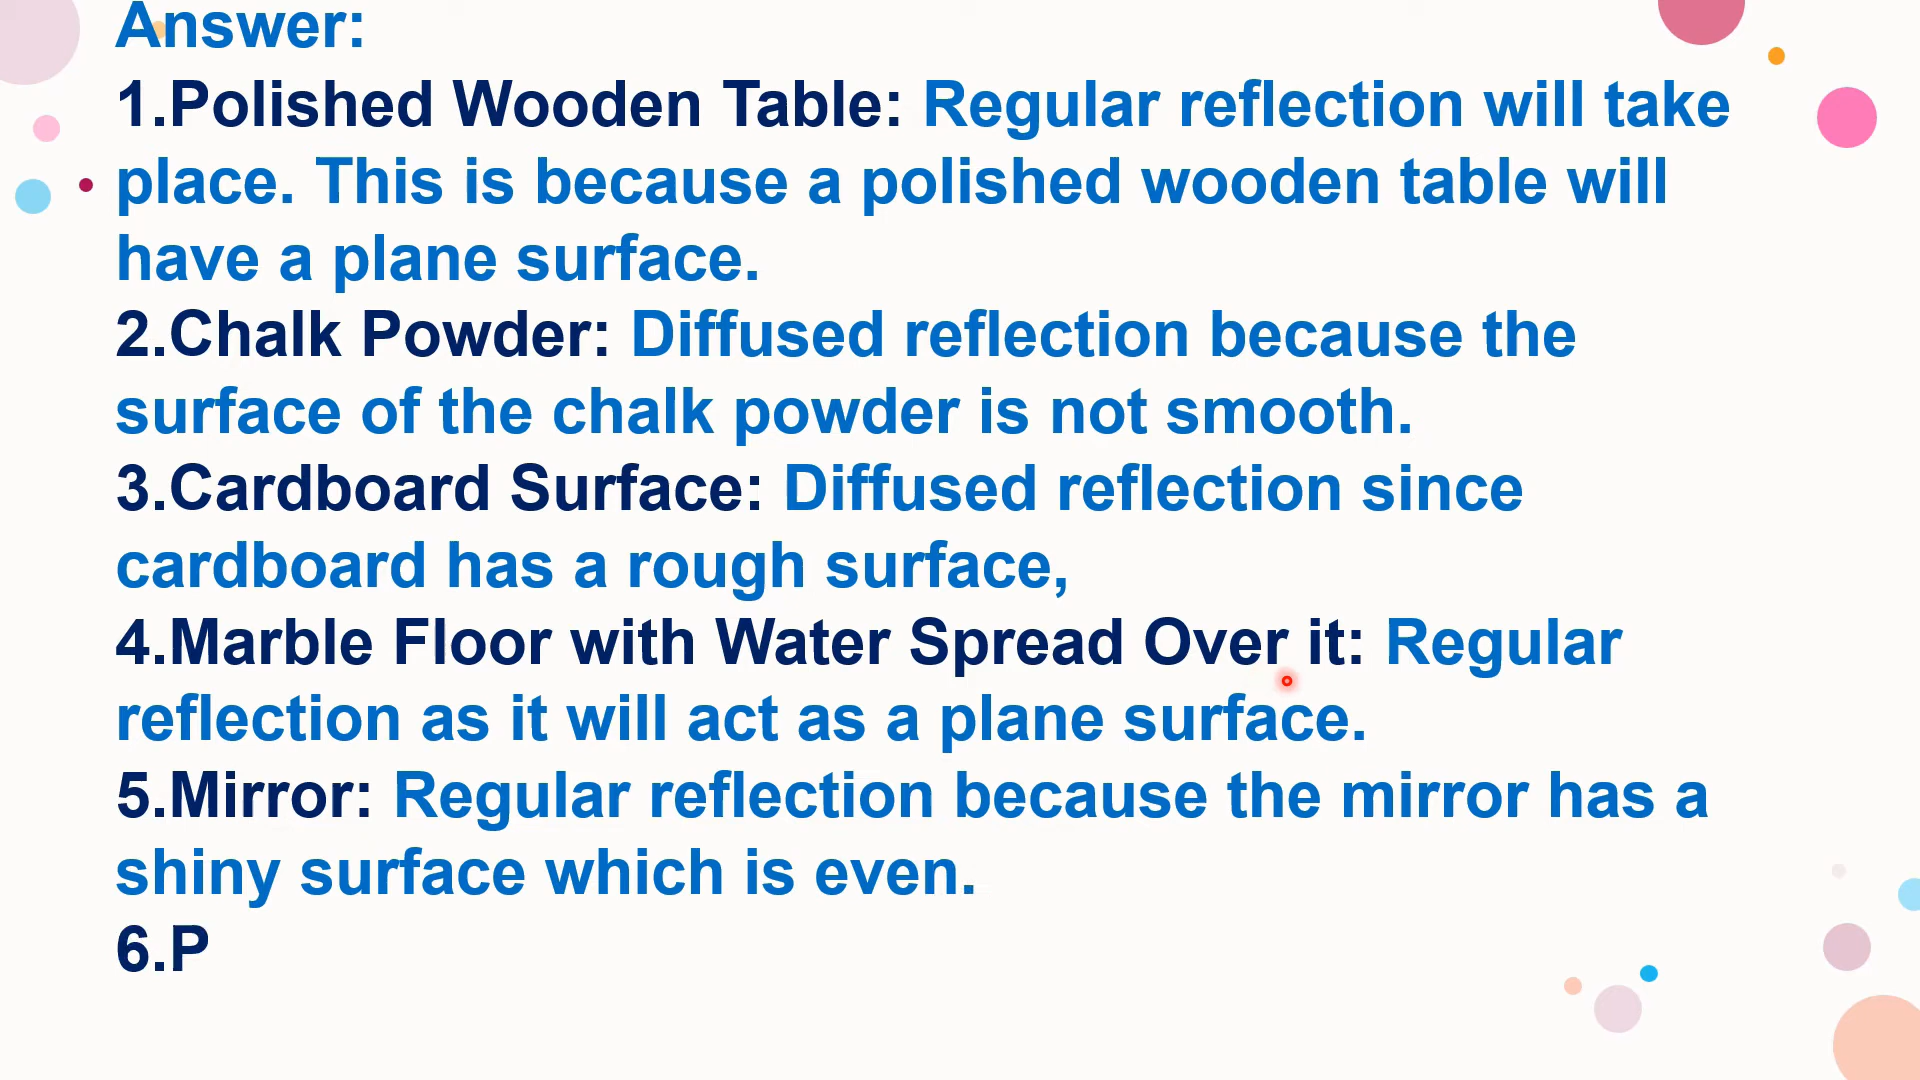 Answer:
1.Polished Wooden Table: Regular reflection will take
place. This is because a polished wooden table will
have a plane surface.
2.Chalk Powder: Diffused reflection because the
surface of the chalk powder is not smooth.
3.Cardboard Surface: Diffused reflection since
cardboard has a rough surface,
4.Marble Floor with Water Spread Over it: Regular
reflection as it will act as a plane surface.
5.Mirror: Regular reflection because the mirror has a
shiny surface which is even.
6.P